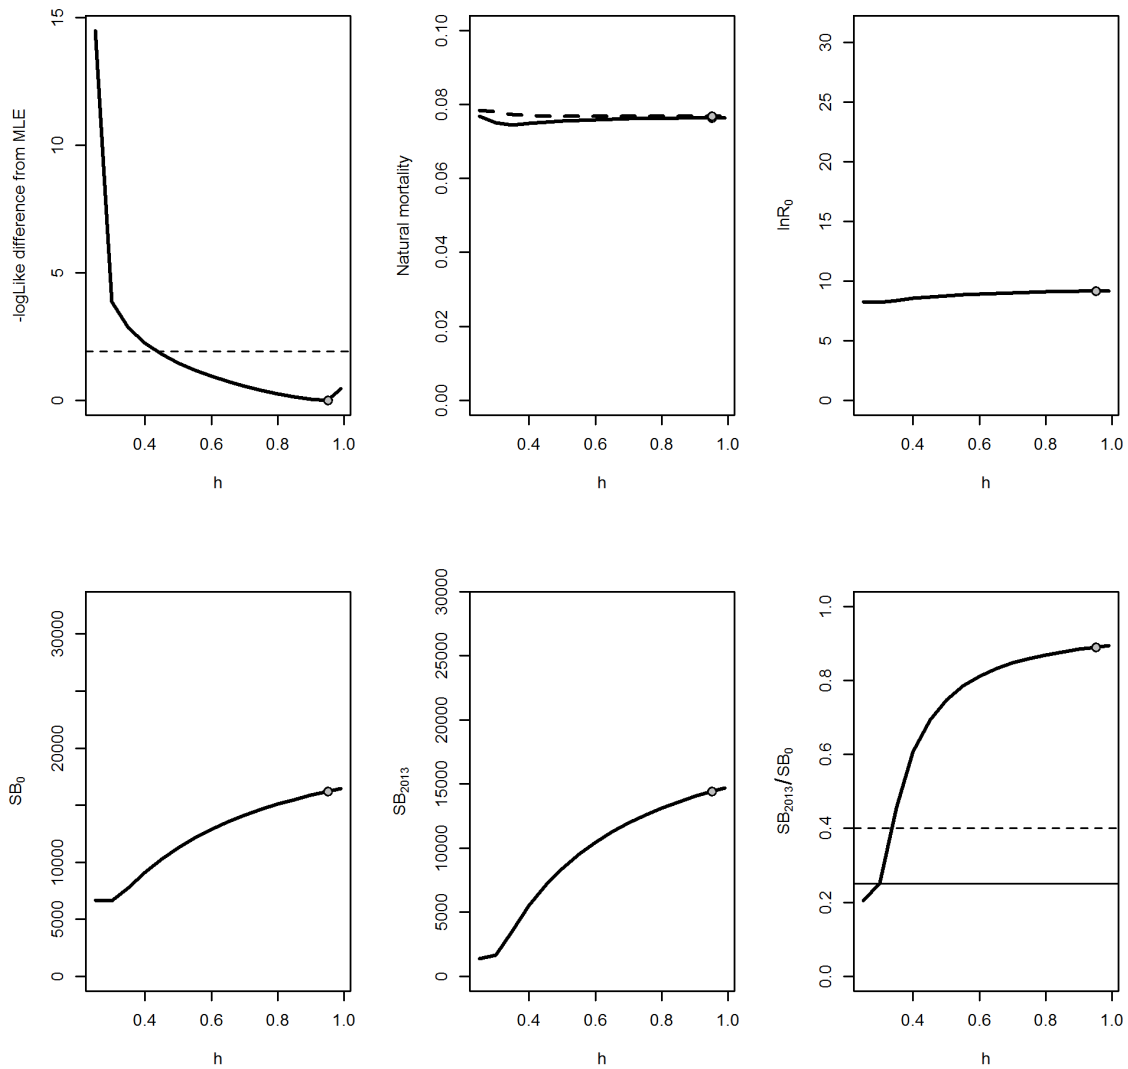 -logLike difference from MLE
15
10
5
0
0.4 0.6 0.8 1.0
h
Natural mortality
0.10
0.08
0.06
0.04
0.02
0.00
0.4 0.6 0.8 1.0
h
lnR0
30
25
20
15
10
5
0
0.4 0.6 0.8 1.0
h
SB0
30000
20000
10000
5000
0
0.4 0.6 0.8 1.0
h
SB2013
30000
25000
20000
15000
10000
5000
0
0.4 0.6 0.8 1.0
h
SB2013/SB0
1.0
0.8
0.6
0.4
0.2
0.0
0.4 0.6 0.8 1.0
h